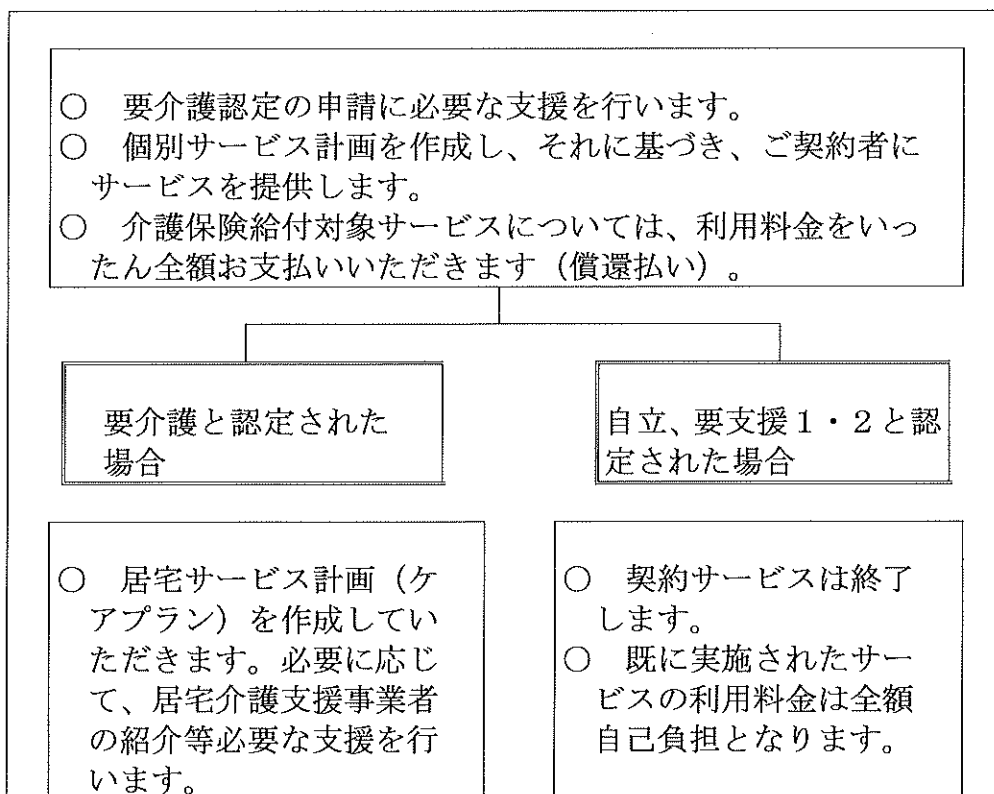 ○　要介護認定の申請に必要な支援を行います。
○　個別サービス計画を作成し、それに基づき、ご契約者に
サービスを提供します。
○　介護保険給付対象サービスについては、利用料金をいっ
たん全額お支払いいただきます（償還払い）。
要介護と認定された
場合
自立、要支援１・２と認
定された場合
○　居宅サービス計画（ケ
アプラン）を作成してい
ただきます。必要に応じ
て、居宅介護支援事業者
の紹介等必要な支援を行
います。
○　契約サービスは終了
します。
○　既に実施されたサー
ビスの利用料金は全額
自己負担となります。